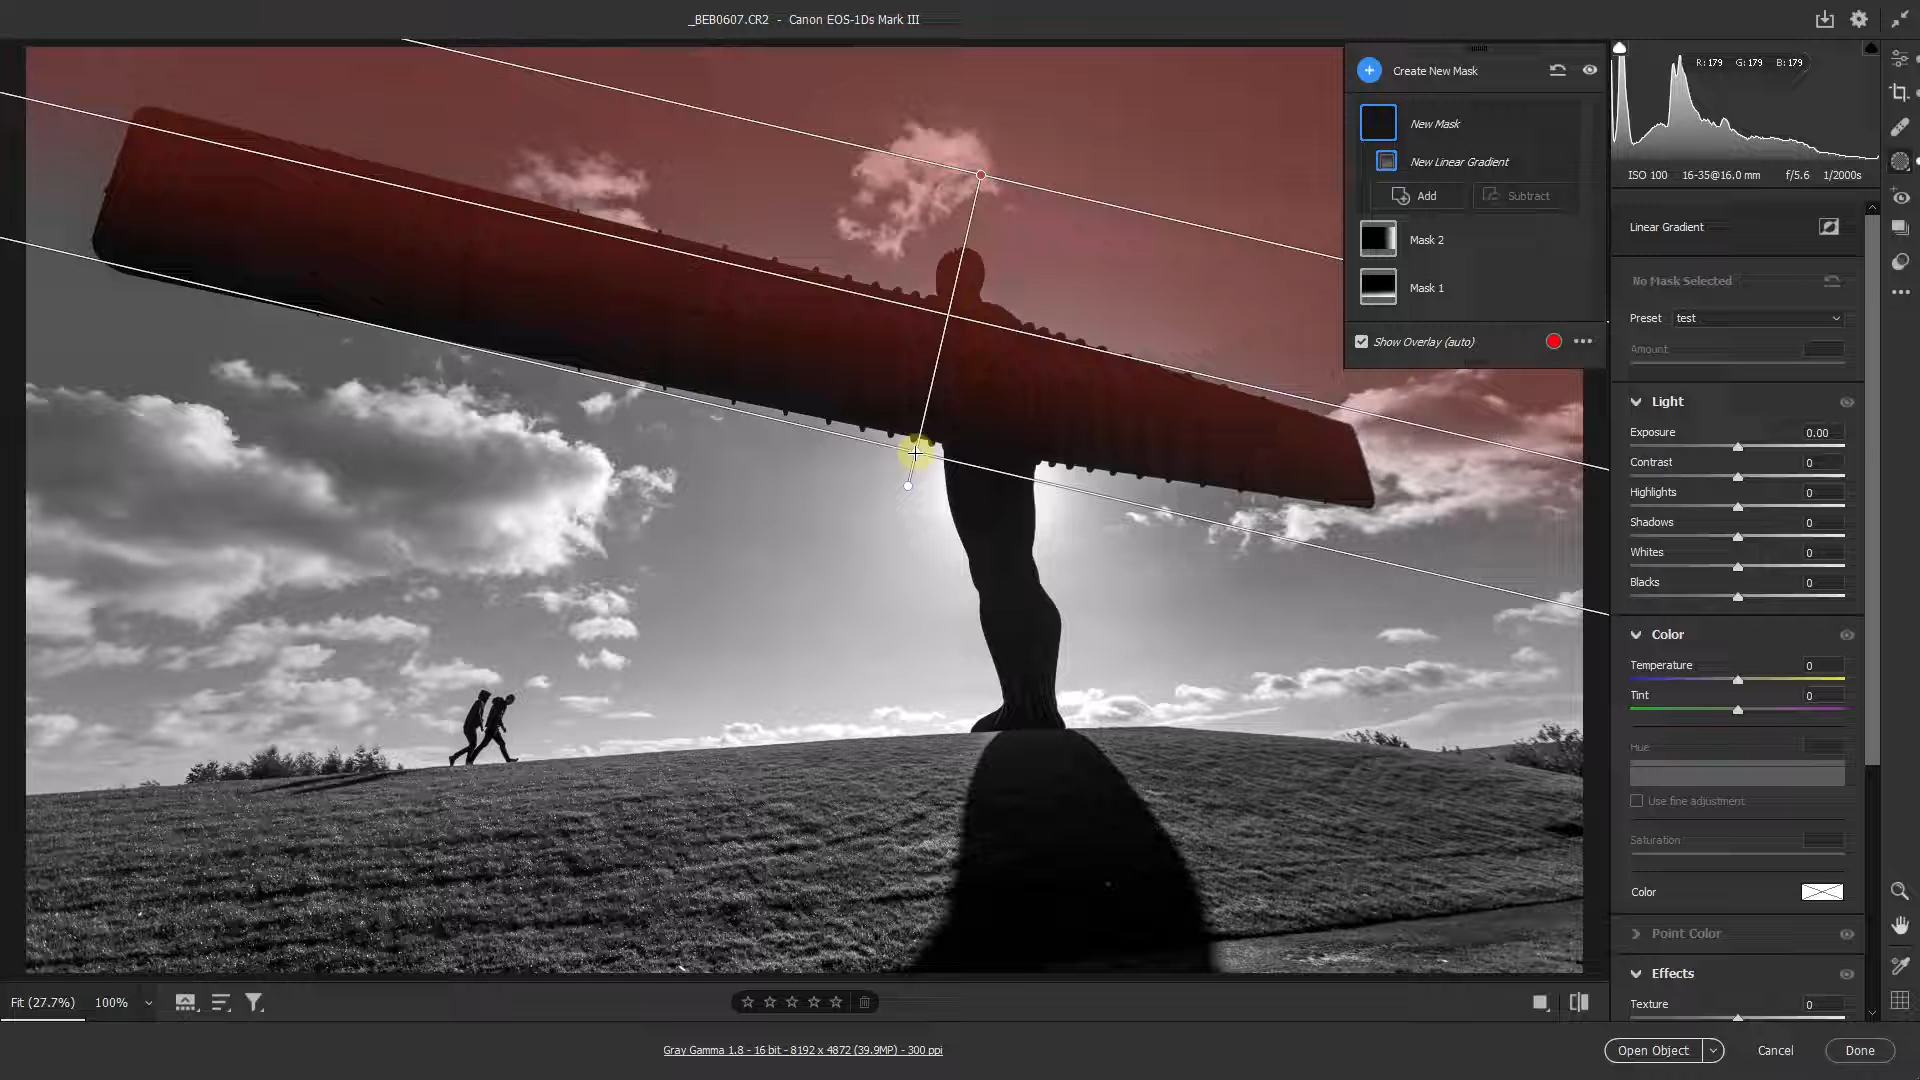 _BEB0607.CR2 - Canon EOS-1Ds Mark III
Create New Mask
New Mask
New Linear Gradient
Add
Subtract
Mask 2
Mask 1
Show Overlay (auto)
R: 179 G: 179 B: 179
ISO 100 16-35@16.0 mm f/5.6 1/2000s
Linear Gradient
No Mask Selected
Preset test
Amount
Light
Exposure 0.00
Contrast 0
Highlights 0
Shadows 0
Whites 0
Blacks 0
Color
Temperature 0
Tint 0
Hue
Use fine adjustment
Saturation
Color
Point Color
Effects
Texture 0
Fit (27.7%) 100%
Gray Gamma 1.8 - 16 bit - 8192 x 4872 (39.9MP) - 300 ppi
Open Object Cancel Done